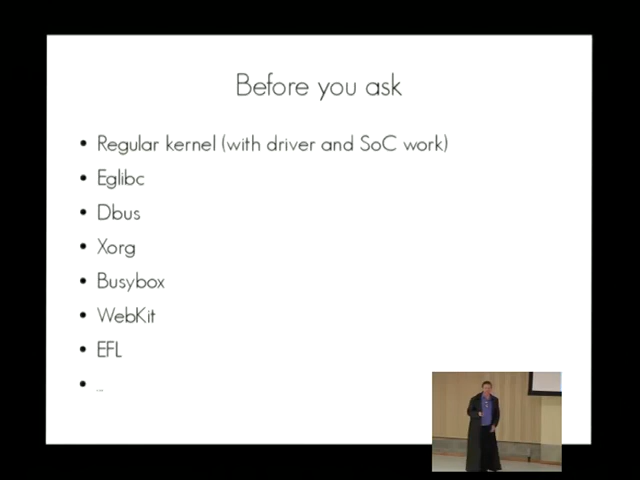 Before you ask
• Regular kernel (with driver and SoC work)
• Eglibc
• Dbus
• Xorg
• Busybox
• WebKit
• EFL
• ...